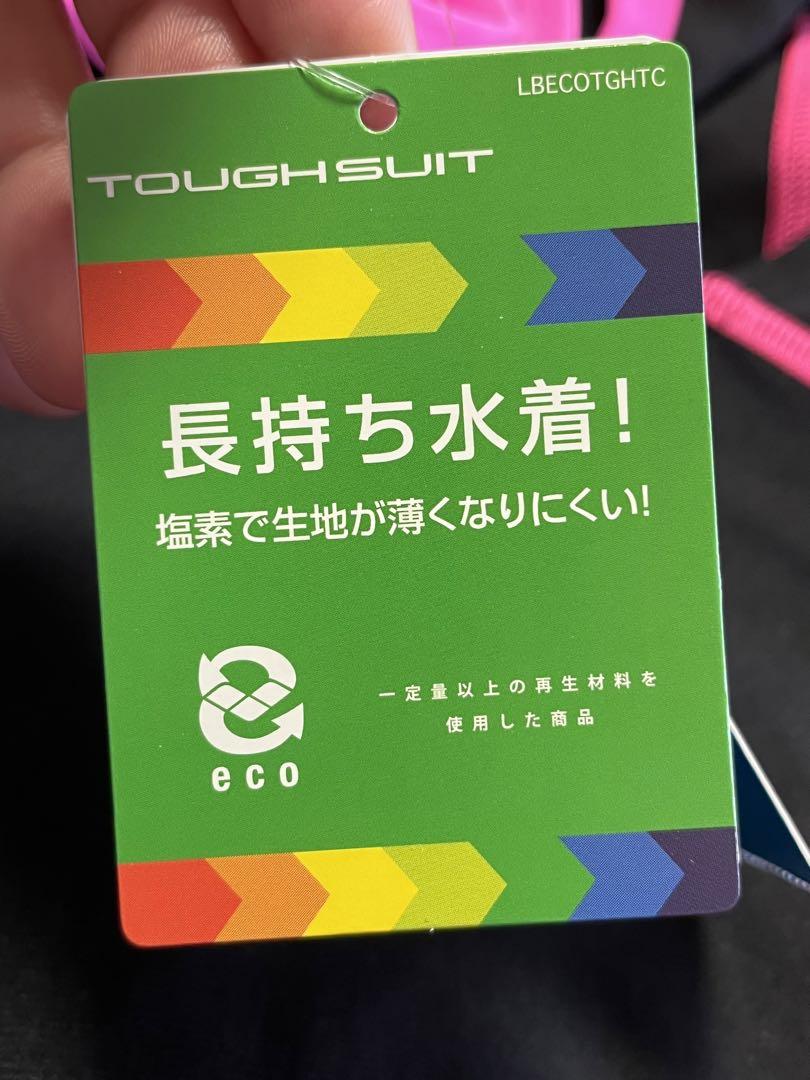 LBECOTGHTC
TOUGHSUIT
長持ち水着!
塩素で生地が薄くなりにくい!
一定量以上の再生材料を
使用した商品
eco